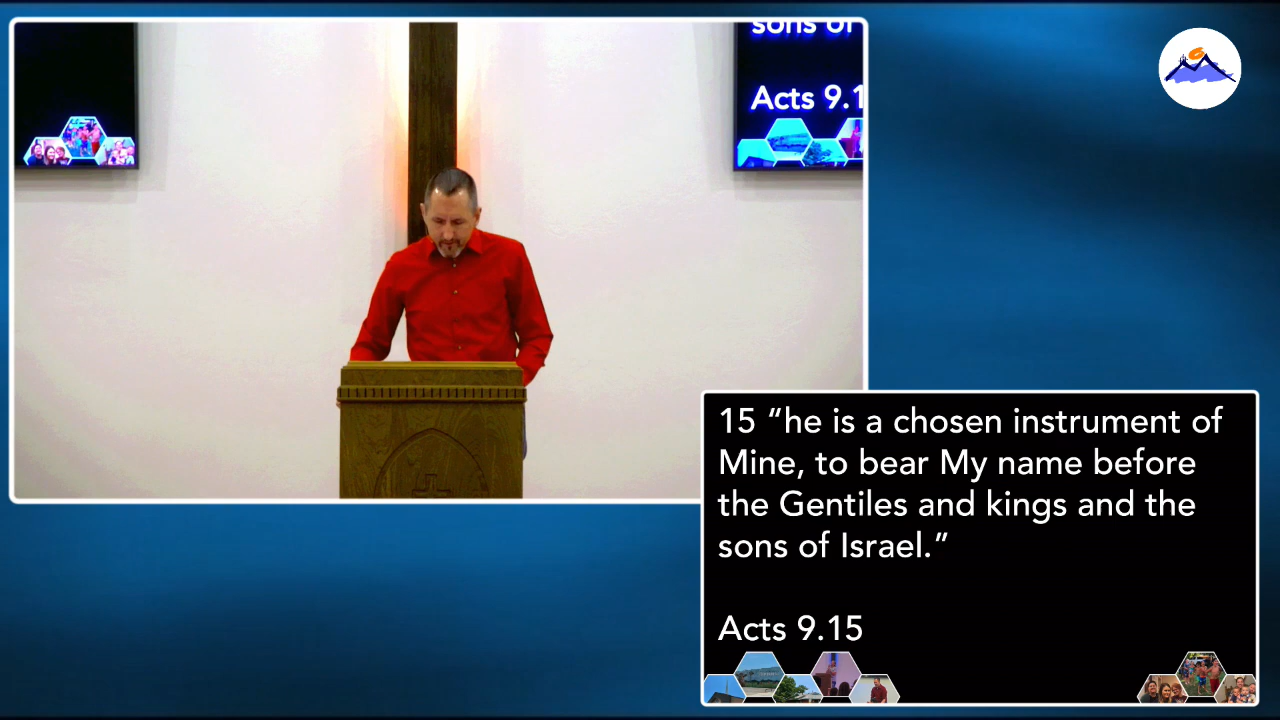 sons of
Acts 9.1
15 “he is a chosen instrument of
Mine, to bear My name before
the Gentiles and kings and the
sons of Israel.”
Acts 9.15